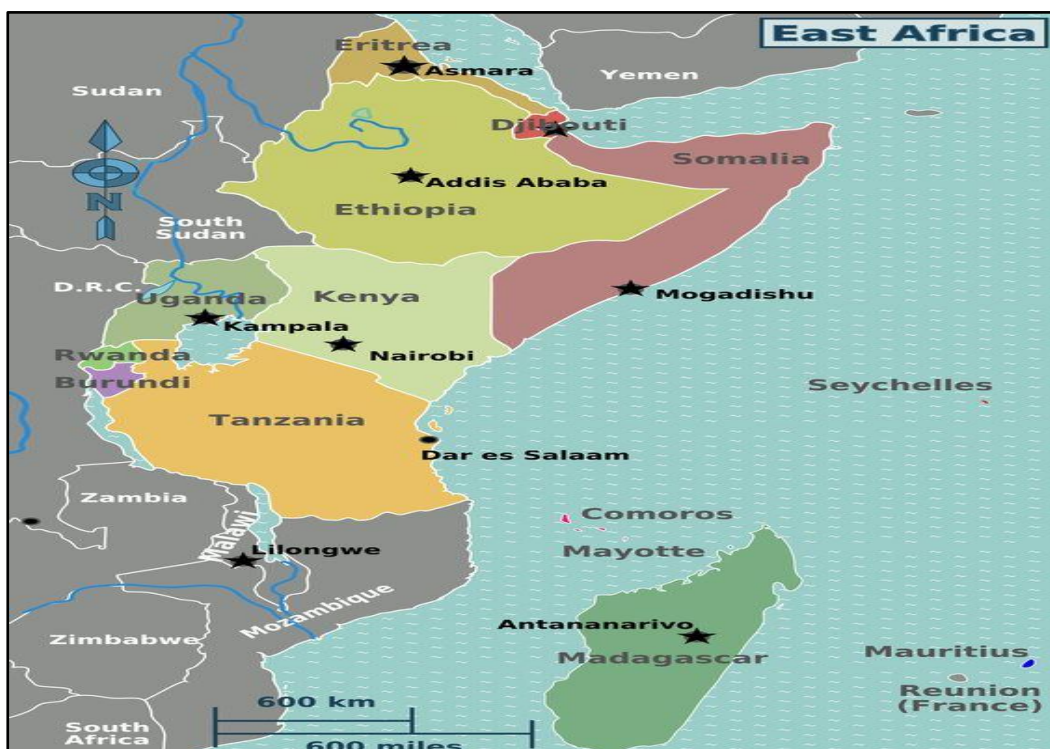 East Africa
Eritrea
Asmara
Yemen
Sudan
Djibouti
Somalia
Addis Ababa
Ethiopia
N
South
Sudan
D.R.C.
Uganda
Kenya
Mogadishu
Kampala
Nairobi
Rwanda
Burundi
Seychelles
Tanzania
Dar es Salaam
Zambia
Comoros
Malawi
Lilongwe
Mayotte
Mozambique
Zimbabwe
Antananarivo
Madagascar
Mauritius
Reunion
(France)
600 km
South
Africa
600 miles